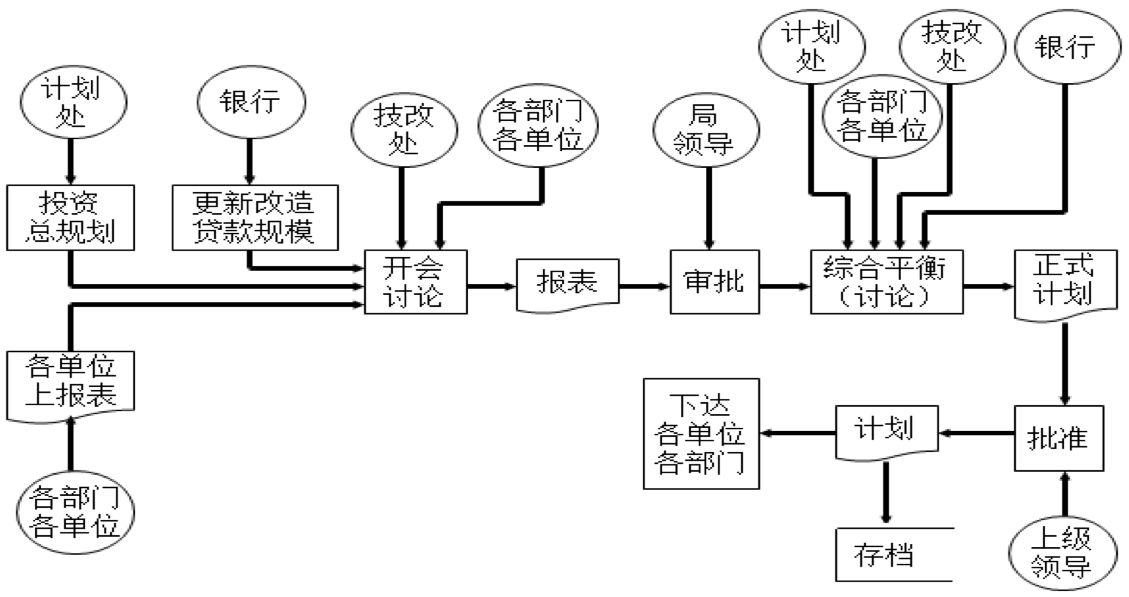 计划
处
银行
技改
处
各部门
各单位
局
领导
计划
处
各部门
各单位
技改
处
银行
投资
总规划
更新改造
贷款规模
开会
讨论
报表
审批
综合平衡
（讨论）
正式
计划
各单位
上报表
各部门
各单位
下达
各单位
各部门
计划
批准
存档
上级
领导